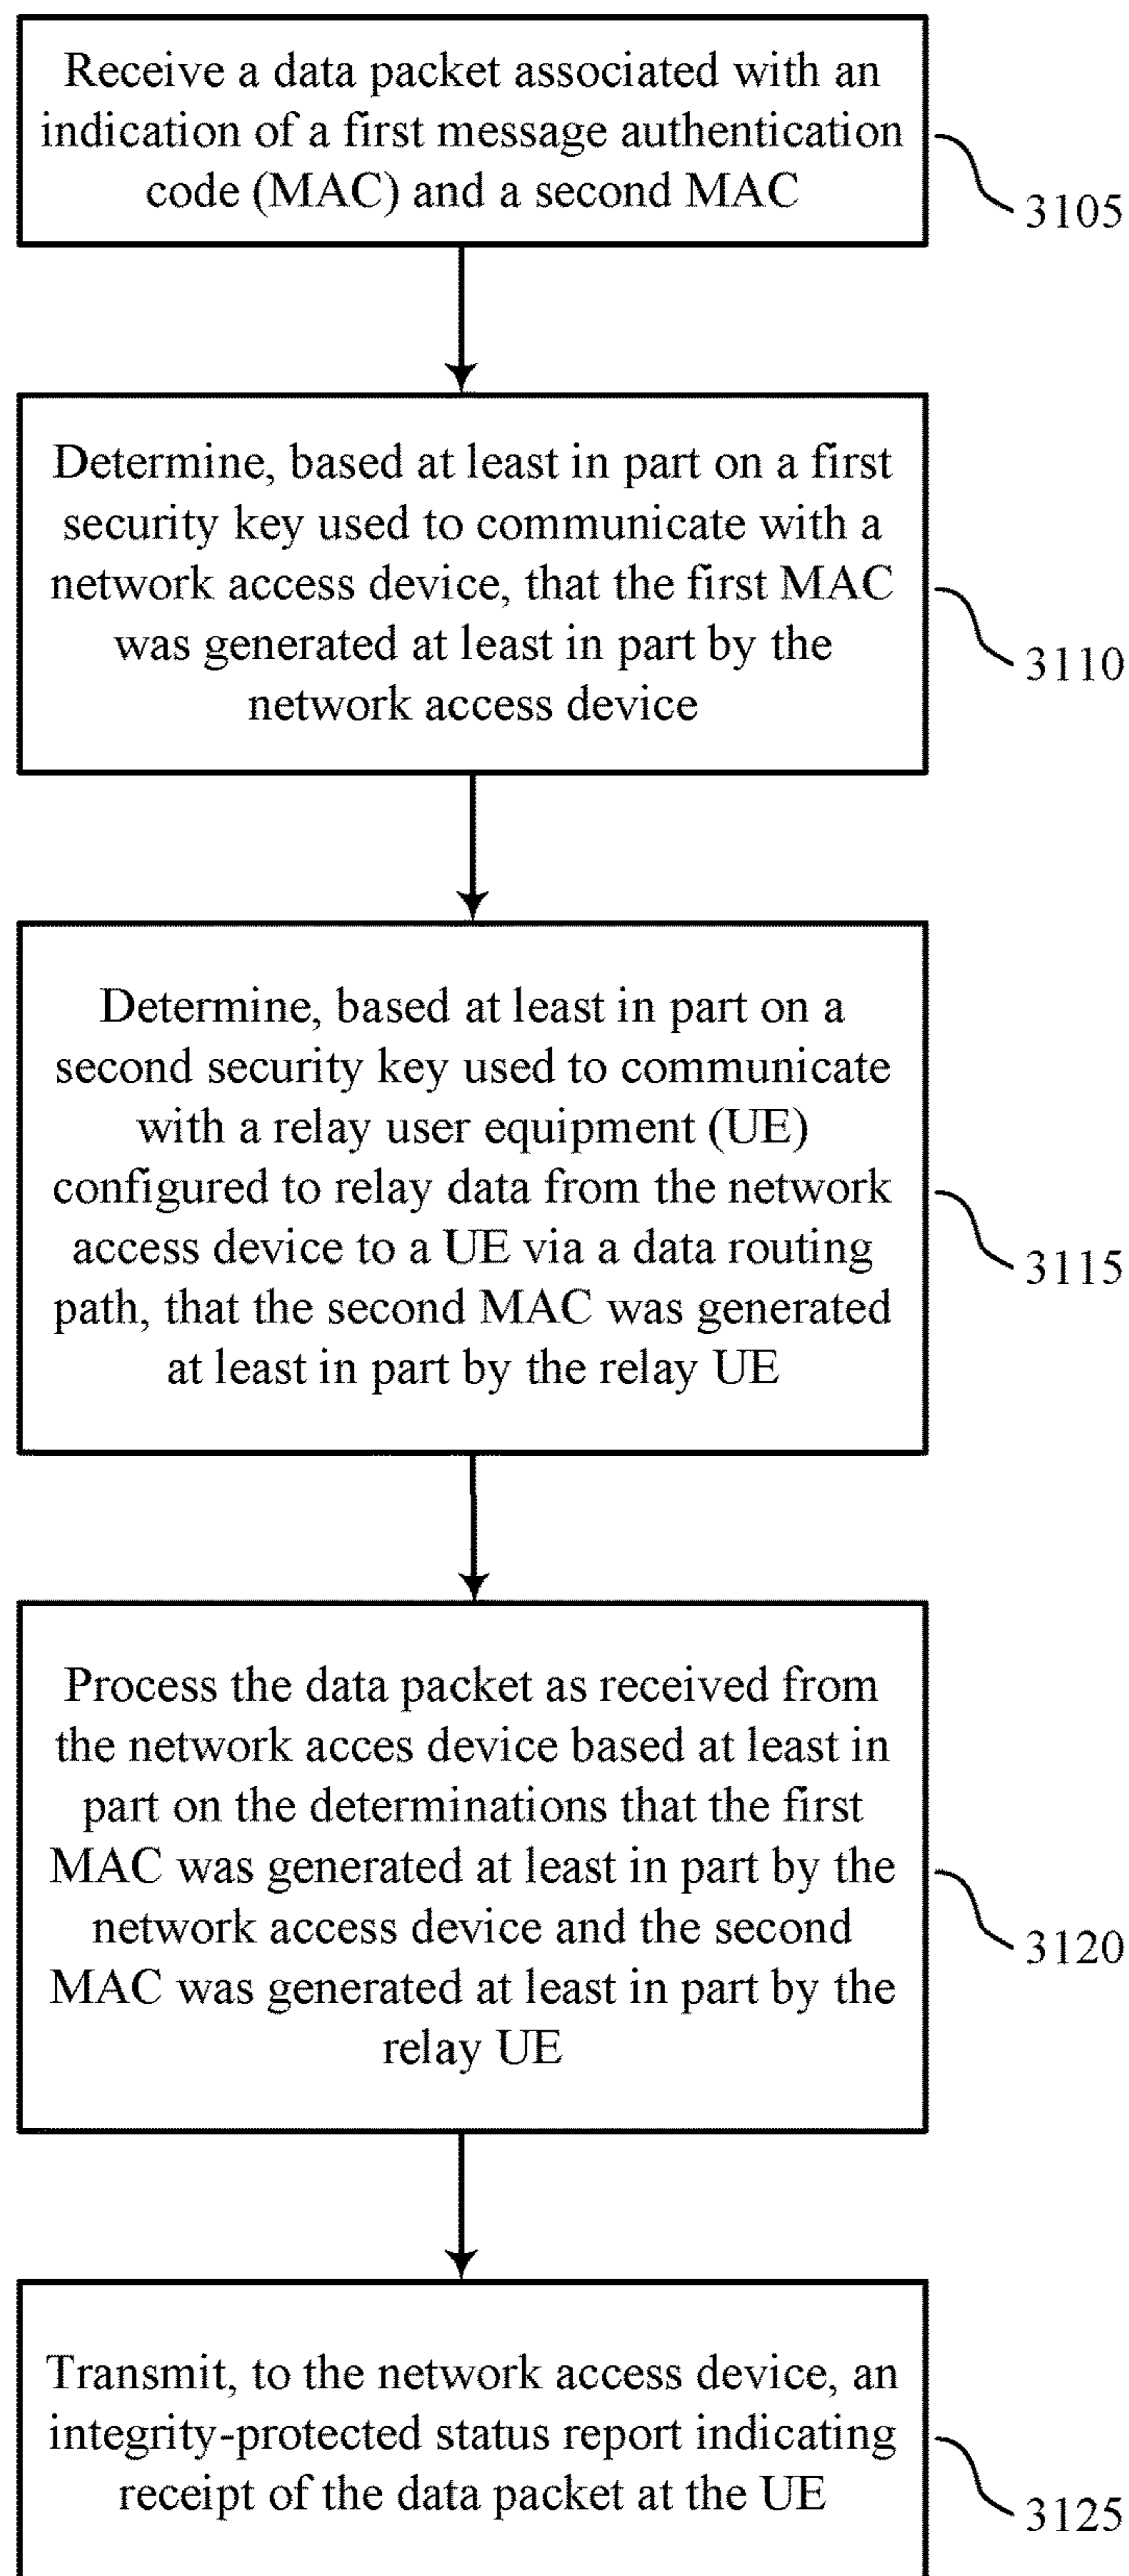 Receive a data packet associated with an
indication of a first message authentication
code (MAC) and a second MAC
3105
Determine, based at least in part on a first
security key used to communicate with a
network access device, that the first MAC
was generated at least in part by the
network access device
3110
Determine, based at least in part on a
second security key used to communicate
with a relay user equipment (UE)
configured to relay data from the network
access device to a UE via a data routing
path, that the second MAC was generated
at least in part by the relay UE
3115
Process the data packet as received from
the network acces device based at least in
part on the determinations that the first
MAC was generated at least in part by the
network access device and the second
MAC was generated at least in part by the
relay UE
3120
Transmit, to the network access device, an
integrity-protected status report indicating
receipt of the data packet at the UE
3125